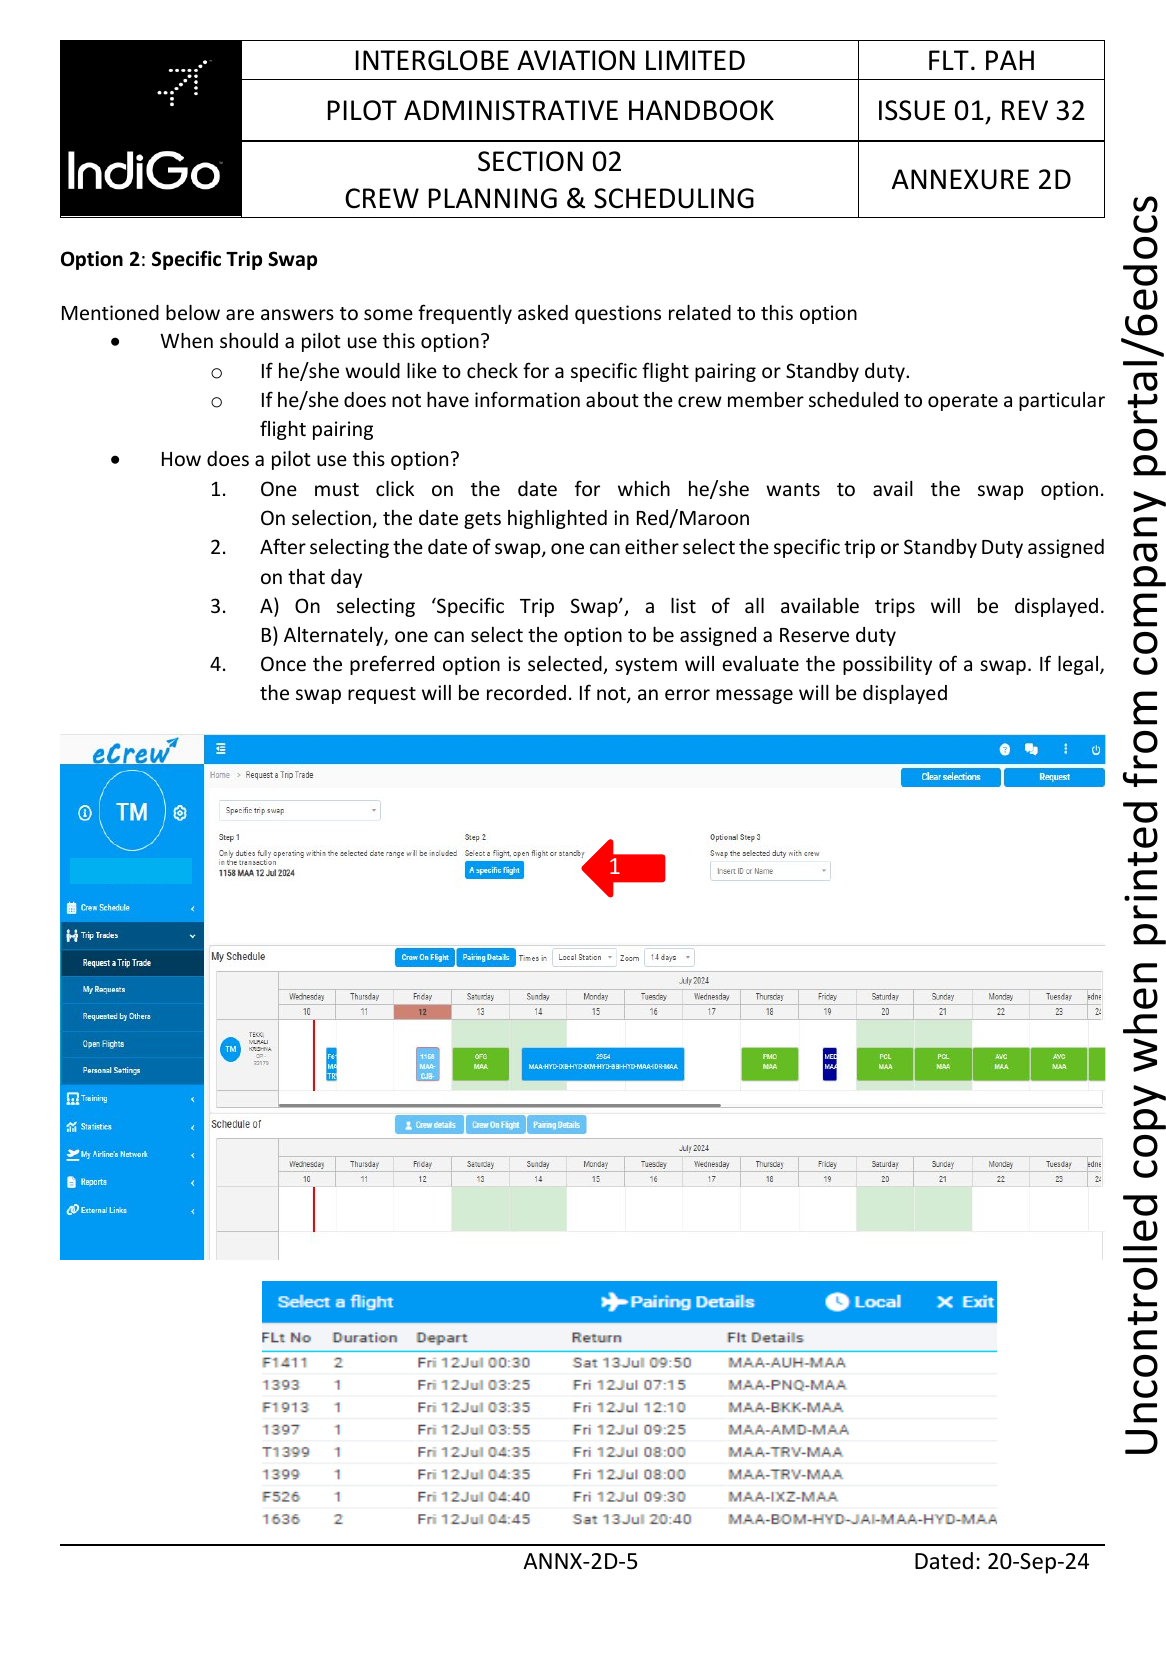 INTERGLOBE AVIATION LIMITED
FLT. PAH
PILOT ADMINISTRATIVE HANDBOOK
ISSUE 01, REV 32
IndiGo
SECTION 02
CREW PLANNING & SCHEDULING
ANNEXURE 2D
Option 2: Specific Trip Swap
Mentioned below are answers to some frequently asked questions related to this option
• When should a pilot use this option?
o If he/she would like to check for a specific flight pairing or Standby duty.
o If he/she does not have information about the crew member scheduled to operate a particular
flight pairing
• How does a pilot use this option?
1. One must click on the date for which he/she wants to avail the swap option.
On selection, the date gets highlighted in Red/Maroon
2. After selecting the date of swap, one can either select the specific trip or Standby Duty assigned
on that day
3. A) On selecting ‘Specific Trip Swap’, a list of all available trips will be displayed.
B) Alternately, one can select the option to be assigned a Reserve duty
4. Once the preferred option is selected, system will evaluate the possibility of a swap. If legal,
the swap request will be recorded. If not, an error message will be displayed
eCrew
TM
Crew Schedule
Trip Trades
Request a Trip Trade
My Requests
Requested by Others
Open Flights
Personal Settings
Training
Statistics
My Airline's Network
Reports
External Links
Home > Request a Trip Trade
Clear selections
Request
Specific trip swap
Step 1
Only duties fully operating within the selected date range will be included
in the transaction
1158 MAA 12 Jul 2024
Step 2
Select a flight, open flight or standby
A specific flight
1
Optional Step 3
Swap the selected duty with crew
Insert ID or Name
My Schedule
Crew On Flight
Pairing Details
Times in
Local Station
Zoom
14 days
July 2024
Wednesday Thursday Friday Saturday Sunday Monday Tuesday Wednesday Thursday Friday Saturday Sunday Monday Tuesday
10 11 12 13 14 15 16 17 18 19 20 21 22 23
TM
1158 OFG 2954 FMC MED PCL PCL AVC AVC
MAA- MAA MAA-HYD-IXB-HYD-IXM-HYD-BBI-HYD-MAA-IDR-MAA MAA MAA MAA MAA MAA MAA
CJB-
Schedule of
Crew details
Crew On Flight
Pairing Details
July 2024
Wednesday Thursday Friday Saturday Sunday Monday Tuesday Wednesday Thursday Friday Saturday Sunday Monday Tuesday
10 11 12 13 14 15 16 17 18 19 20 21 22 23
Select a flight Pairing Details Local Exit
FLt No Duration Depart Return Flt Details
F1411 2 Fri 12Jul 00:30 Sat 13Jul 09:50 MAA-AUH-MAA
1393 1 Fri 12Jul 03:25 Fri 12Jul 07:15 MAA-PNQ-MAA
F1913 1 Fri 12Jul 03:35 Fri 12Jul 12:10 MAA-BKK-MAA
1397 1 Fri 12Jul 03:55 Fri 12Jul 09:25 MAA-AMD-MAA
T1399 1 Fri 12Jul 04:35 Fri 12Jul 08:00 MAA-TRV-MAA
1399 1 Fri 12Jul 04:35 Fri 12Jul 08:00 MAA-TRV-MAA
F526 1 Fri 12Jul 04:40 Fri 12Jul 09:30 MAA-IXZ-MAA
1636 2 Fri 12Jul 04:45 Sat 13Jul 20:40 MAA-BOM-HYD-JAI-MAA-HYD-MAA
ANNX-2D-5
Dated: 20-Sep-24
Uncontrolled copy when printed from company portal/6edocs